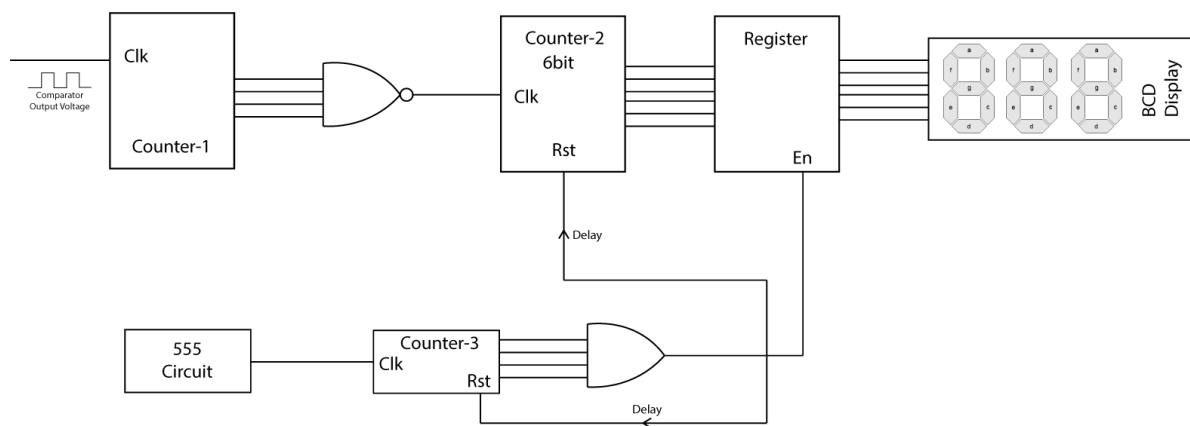 Clk
Comparator
Output Voltage
Counter-1
Counter-2
6bit
Clk
Rst
Register
En
a
f
b
g
e
c
d
a
f
b
g
e
c
d
a
f
b
g
e
c
d
BCD
Display
Delay
555
Circuit
Counter-3
Clk
Rst
Delay